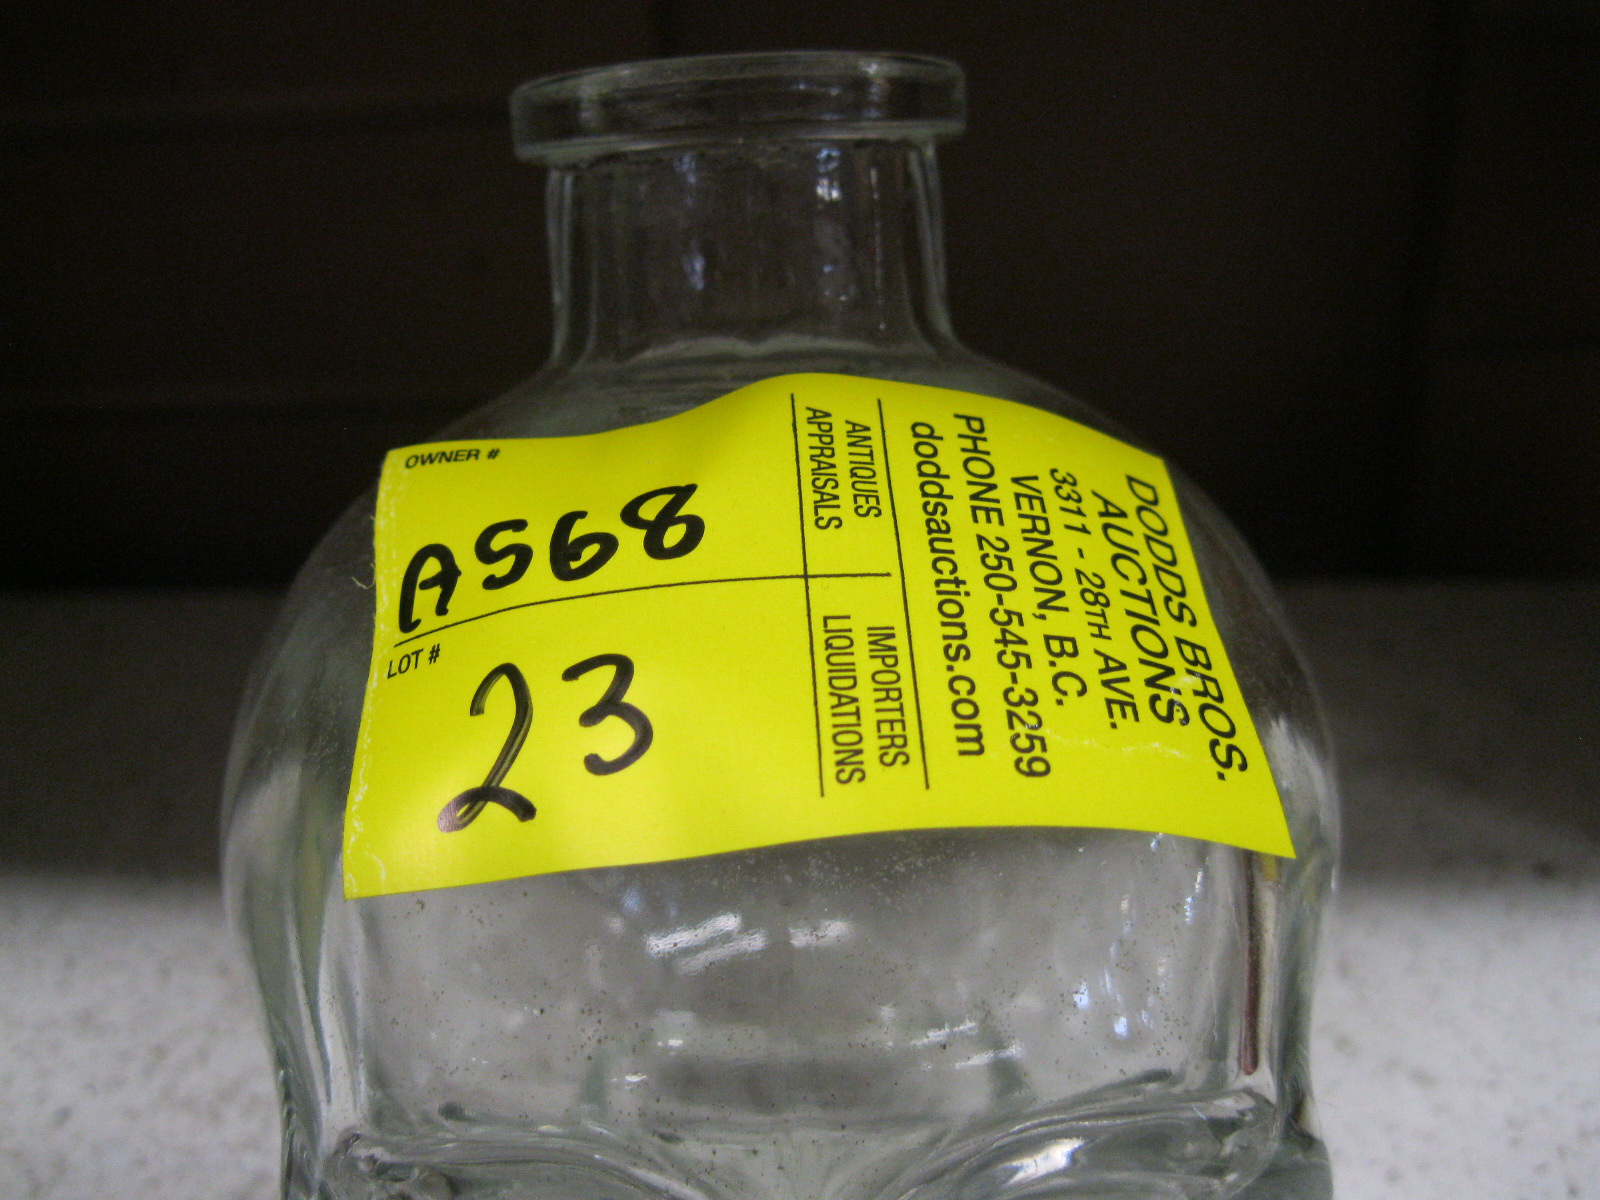 OWNER #
A568
LOT #
23
ANTIQUES
APPRAISALS
IMPORTERS
LIQUIDATIONS
DODDS BROS.
AUCTIONS
3311 - 28TH AVE.
VERNON, B.C.
PHONE 250-545-3259
doddsauctions.com